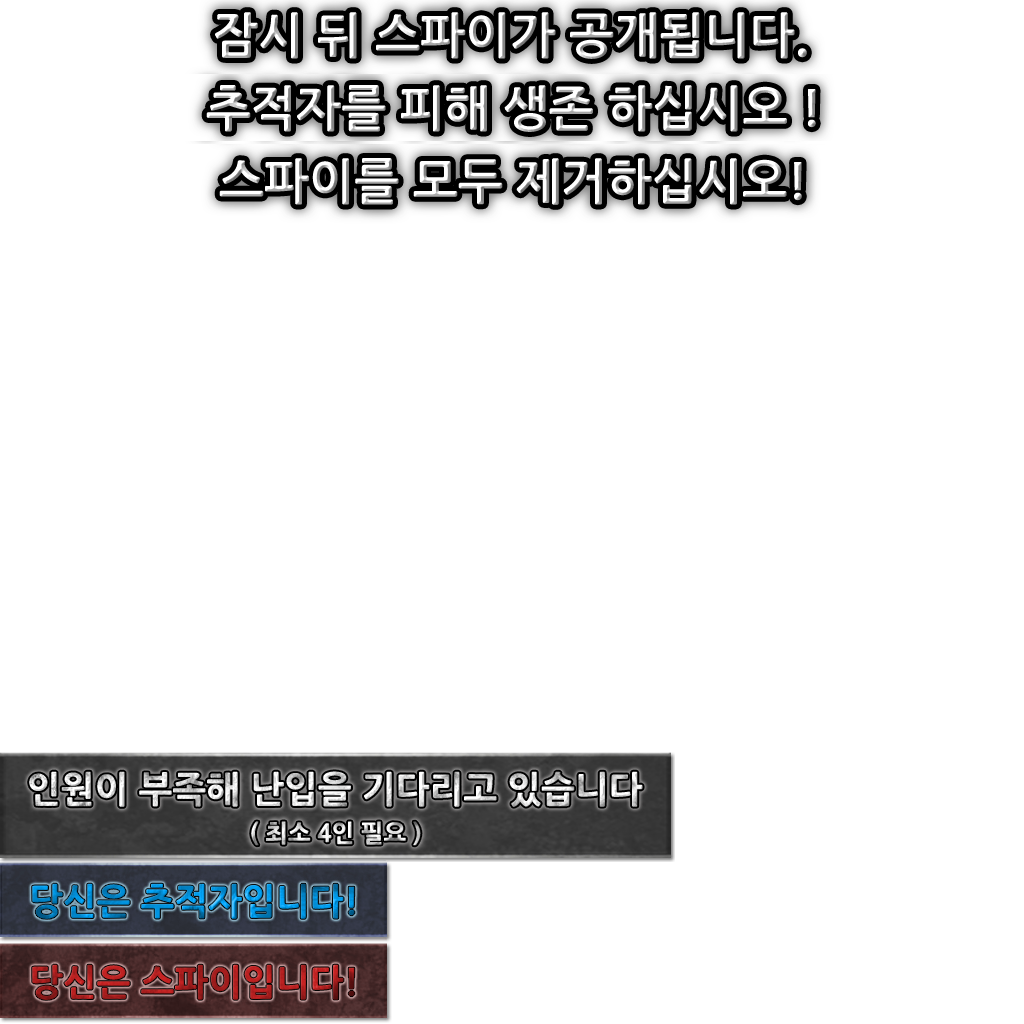 잠시 뒤 스파이가 공개됩니다.
추적자를 피해 생존 하십시오 !
스파이를 모두 제거하십시오!
인원이 부족해 난입을 기다리고 있습니다
( 최소 4인 필요 )
당신은 추적자입니다!
당신은 스파이입니다!